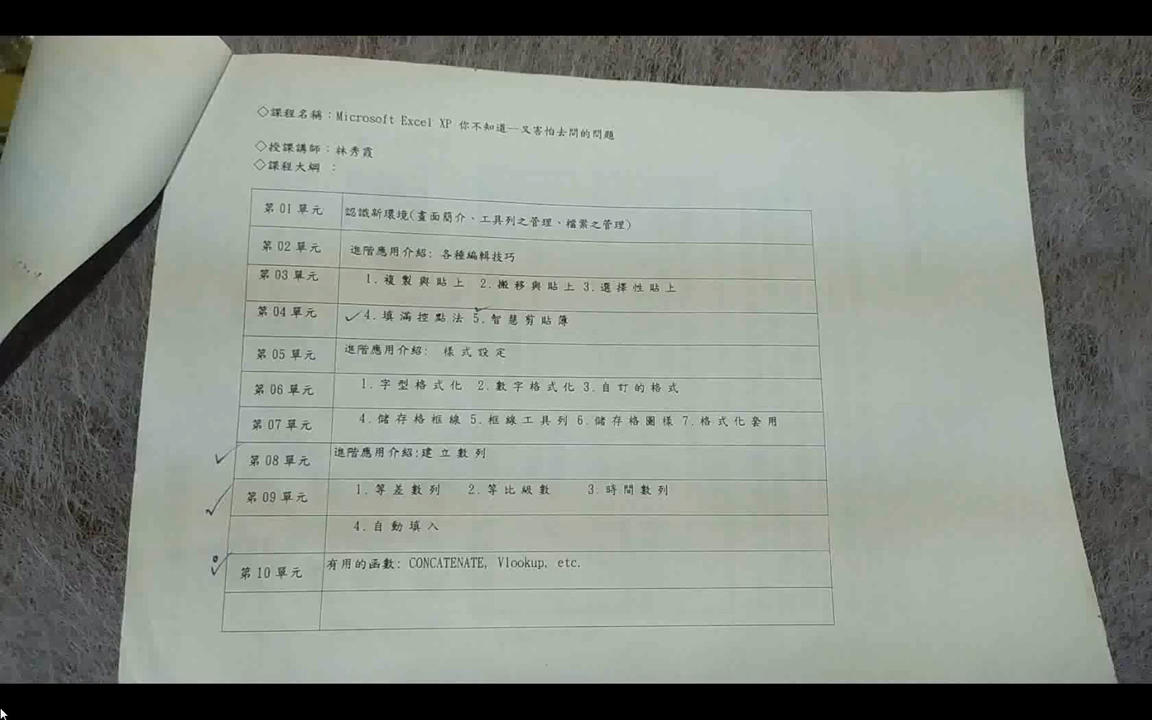 ◇課程名稱：Microsoft Excel XP 你不知道—又害怕去問的問題
◇授課講師：林秀霞
◇課程大綱 ：
第 01 單元 認識新環境(畫面簡介、工具列之管理、檔案之管理)
第 02 單元 進階應用介紹: 各種編輯技巧
第 03 單元 1.複製與貼上 2.搬移與貼上 3.選擇性貼上
第 04 單元 ✓4.填滿控點法 5.智慧剪貼簿
第 05 單元 進階應用介紹: 樣式設定
第 06 單元 1.字型格式化 2.數字格式化 3.自訂的格式
第 07 單元 4.儲存格框線 5.框線工具列 6.儲存格圖樣 7.格式化套用
✓ 第 08 單元 進階應用介紹:建立數列
✓ 第 09 單元 1.等差數列 2.等比級數 3.時間數列
4.自動填入
✓ 第 10 單元 有用的函數: CONCATENATE, Vlookup, etc.